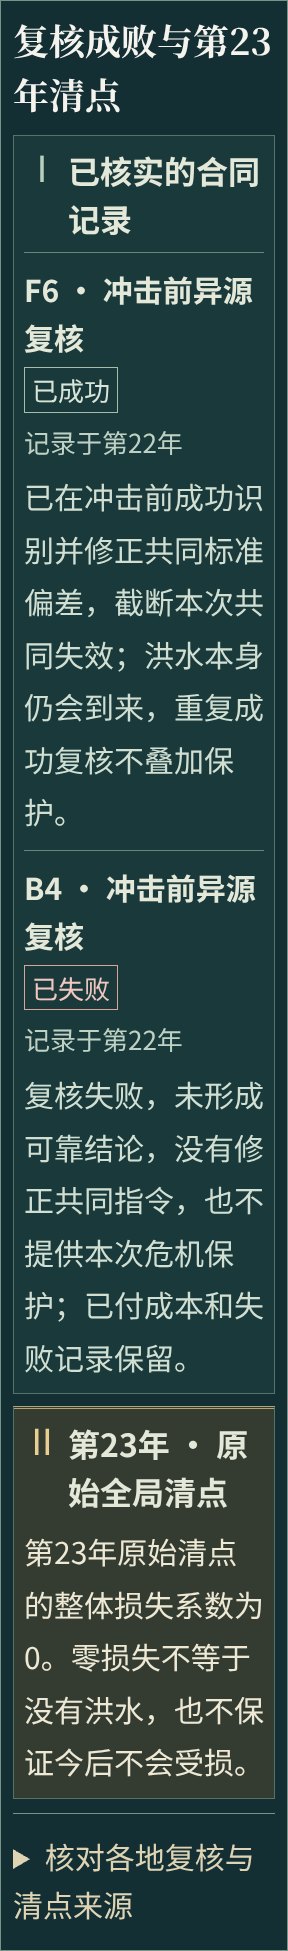 复核成败与第23
年清点
I 已核实的合同
记录
F6 · 冲击前异源
复核
已成功
记录于第22年
已在冲击前成功识
别并修正共同标准
偏差，截断本次共
同失效；洪水本身
仍会到来，重复成
功复核不叠加保
护。
B4 · 冲击前异源
复核
已失败
记录于第22年
复核失败，未形成
可靠结论，没有修
正共同指令，也不
提供本次危机保
护；已付成本和失
败记录保留。
II 第23年 · 原
始全局清点
第23年原始清点
的整体损失系数为
0。零损失不等于
没有洪水，也不保
证今后不会受损。
▶ 核对各地复核与
清点来源